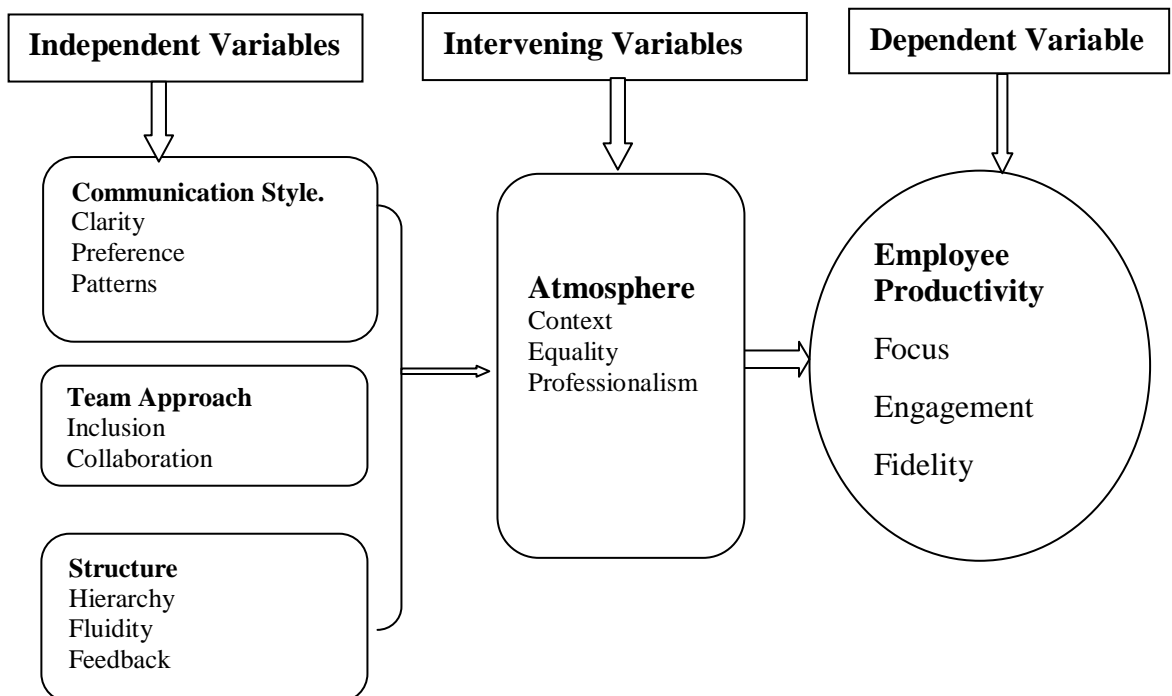 Independent Variables
Intervening Variables
Dependent Variable
Communication Style.
Clarity
Preference
Patterns
Team Approach
Inclusion
Collaboration
Structure
Hierarchy
Fluidity
Feedback
Atmosphere
Context
Equality
Professionalism
Employee
Productivity
Focus
Engagement
Fidelity